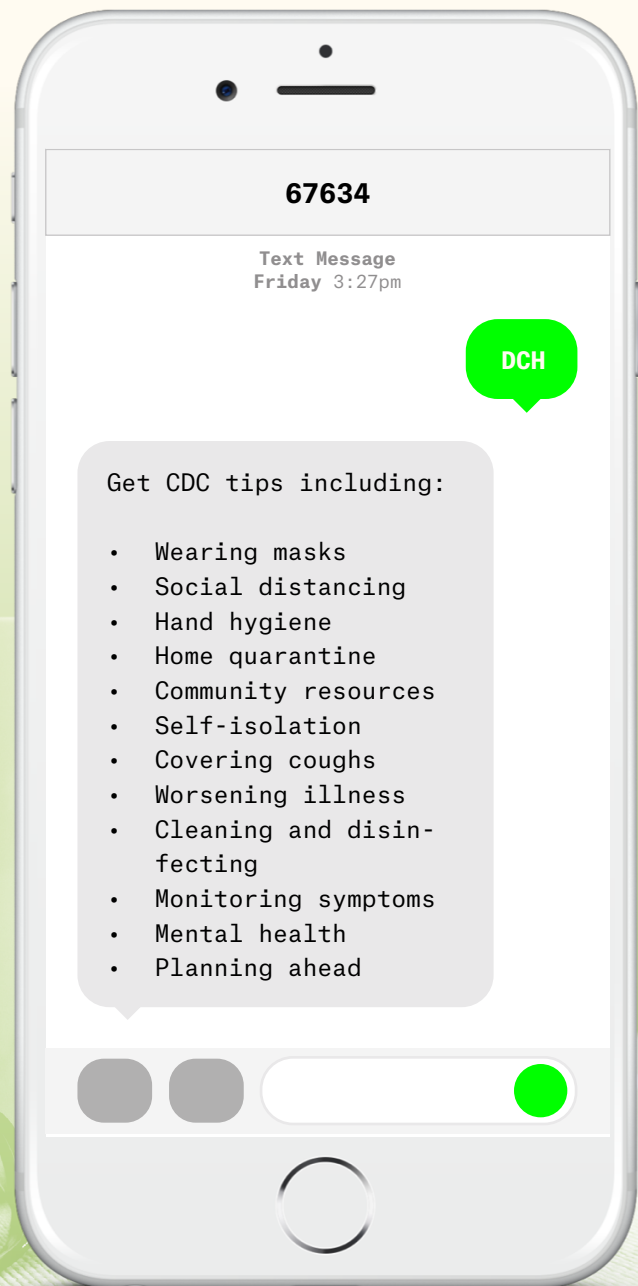 67634
Text Message
Friday 3:27pm
DCH
Get CDC tips including:
• Wearing masks
• Social distancing
• Hand hygiene
• Home quarantine
• Community resources
• Self-isolation
• Covering coughs
• Worsening illness
• Cleaning and disin-
fecting
• Monitoring symptoms
• Mental health
• Planning ahead